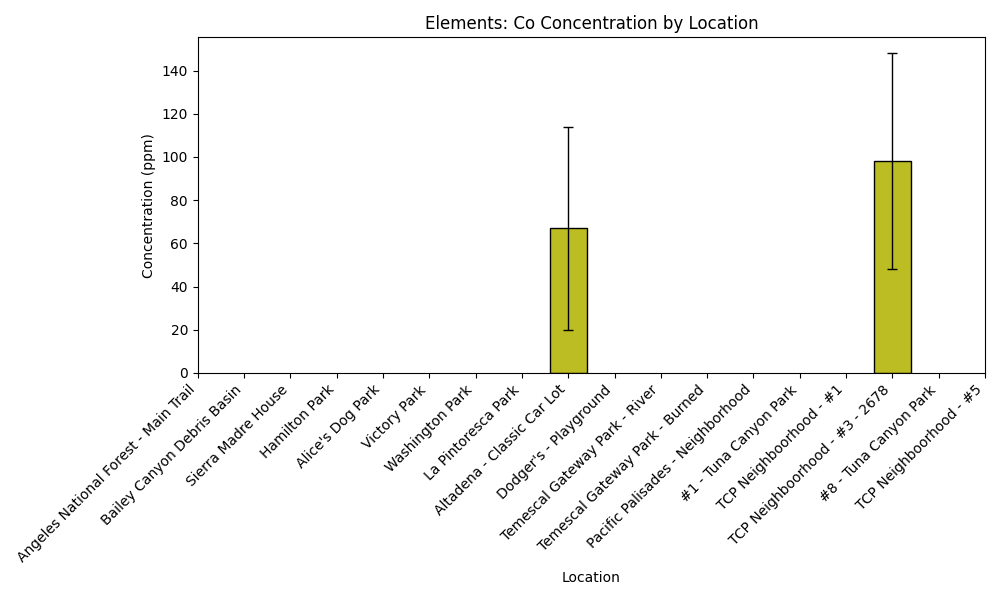 Elements: Co Concentration by Location
Concentration (ppm)
140
120
100
80
60
40
20
0
Angeles National Forest - Main Trail
Bailey Canyon Debris Basin
Sierra Madre House
Hamilton Park
Alice's Dog Park
Victory Park
Washington Park
La Pintoresca Park
Altadena - Classic Car Lot
Dodger's - Playground
Temescal Gateway Park - River
Temescal Gateway Park - Burned
Pacific Palisades - Neighborhood
#1 - Tuna Canyon Park
TCP Neighboorhood - #1
TCP Neighboorhood - #3 - 2678
#8 - Tuna Canyon Park
TCP Neighboorhood - #5
Location